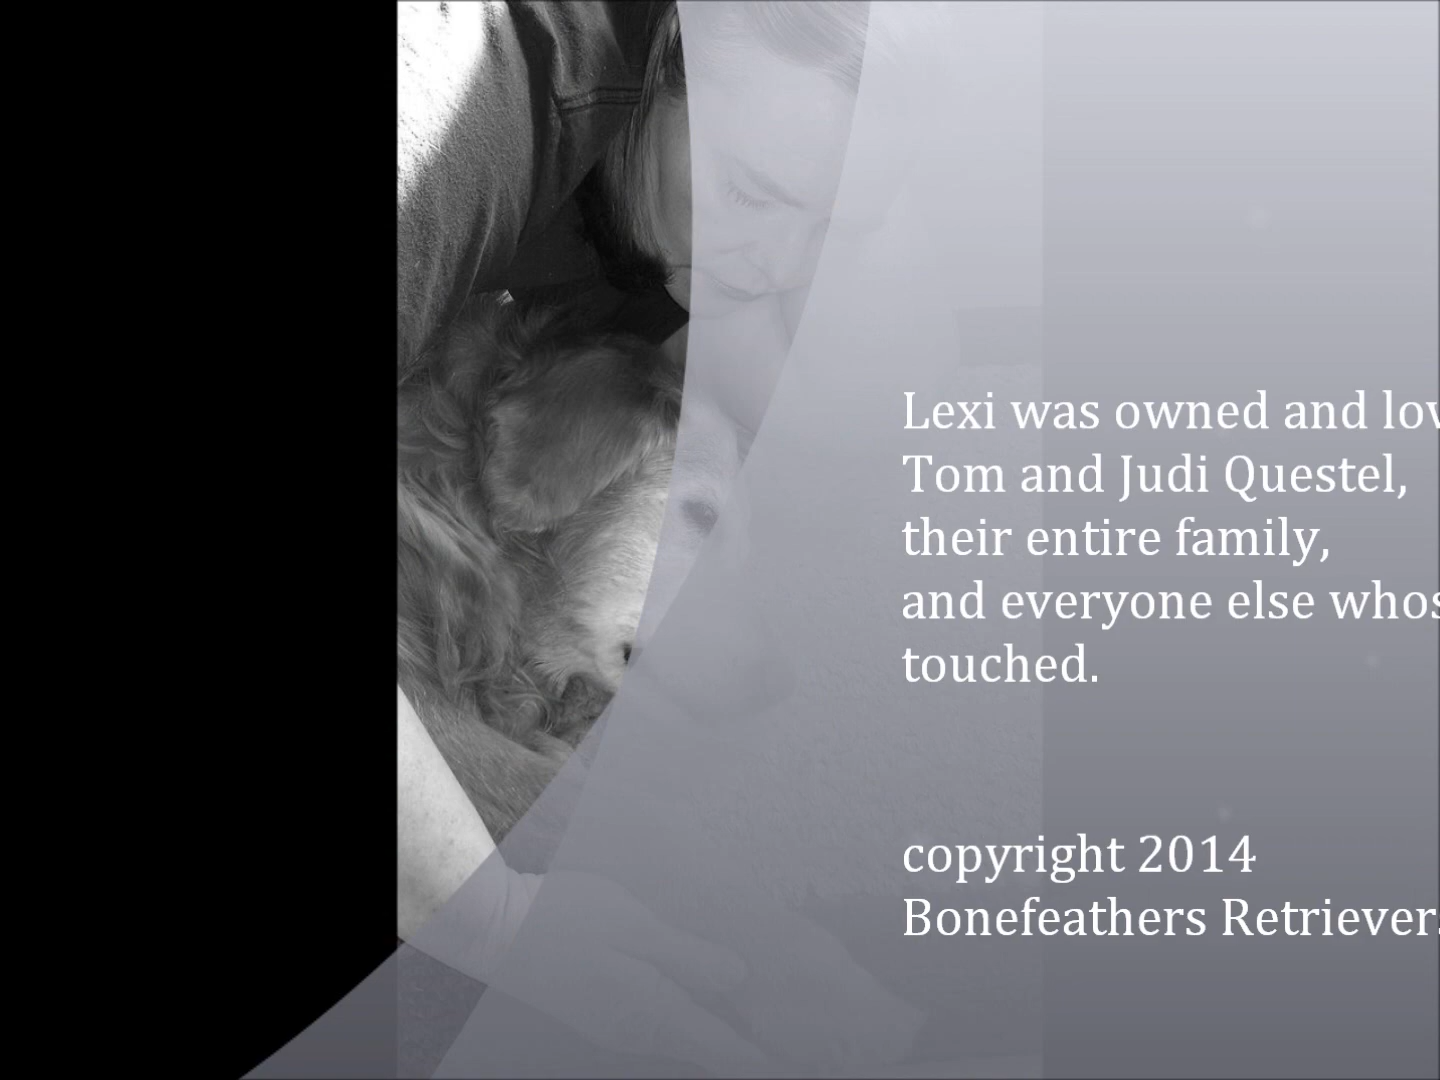 Lexi was owned and lov
Tom and Judi Questel,
their entire family,
and everyone else whos
touched.
copyright 2014
Bonefeathers Retriever